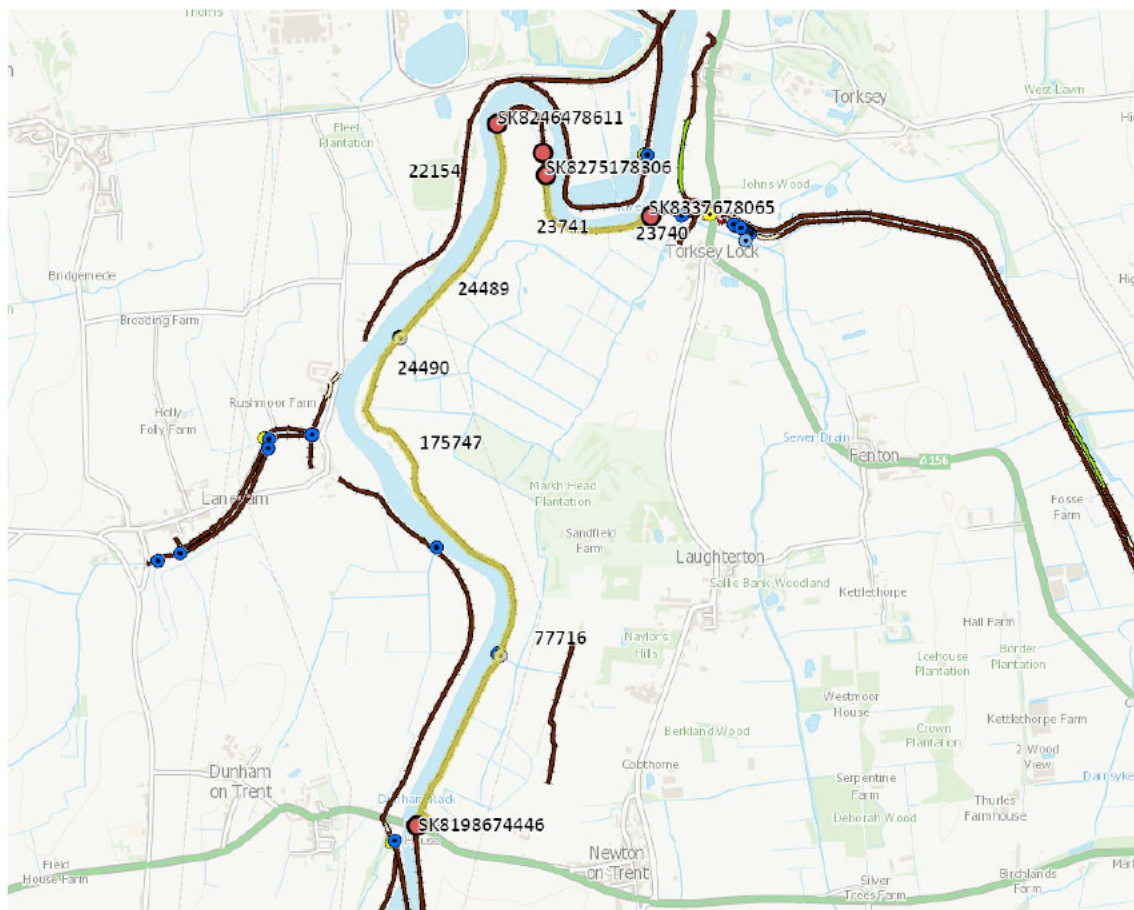 Thorns
SK8246478611
West Lawn
Torksey
Fleet
Plantation
22154
SK8275178306
Johns Wood
SK8337678065
23741
23740
Torksey Lock
Bridgemede
24489
Broading Farm
24490
Rushmoor Farm
Holly
Folly Farm
175747
Sewer Drain
Fenton
A156
Marsh Head
Plantation
Fosse
Farm
Laneham
Sandfield
Farm
Laughterton
Sallie Bank Woodland
Kettlethorpe
Hall Farm
77716
Naylor's
Hills
Border
Plantation
Icehouse
Plantation
Westmoor
House
Kettlethorpe Farm
Berkland Wood
Crown
Plantation
2 Wood
View
Cobthorne
Dunham
on Trent
Serpentine
Farm
Thurles
Farmhouse
Deborah Wood
SK8198674446
Newton
on Trent
Field
House Farm
Silver
Trees Farm
Birchlands
Farm